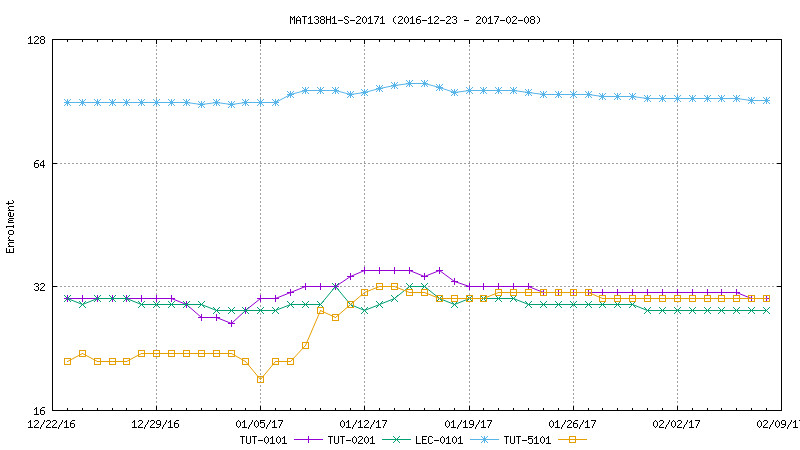 MAT138H1-S-20171 (2016-12-23 - 2017-02-08)
128
64
32
16
Enrolment
12/22/16 12/29/16 01/05/17 01/12/17 01/19/17 01/26/17 02/02/17 02/09/1
TUT-0101 TUT-0201 LEC-0101 TUT-5101